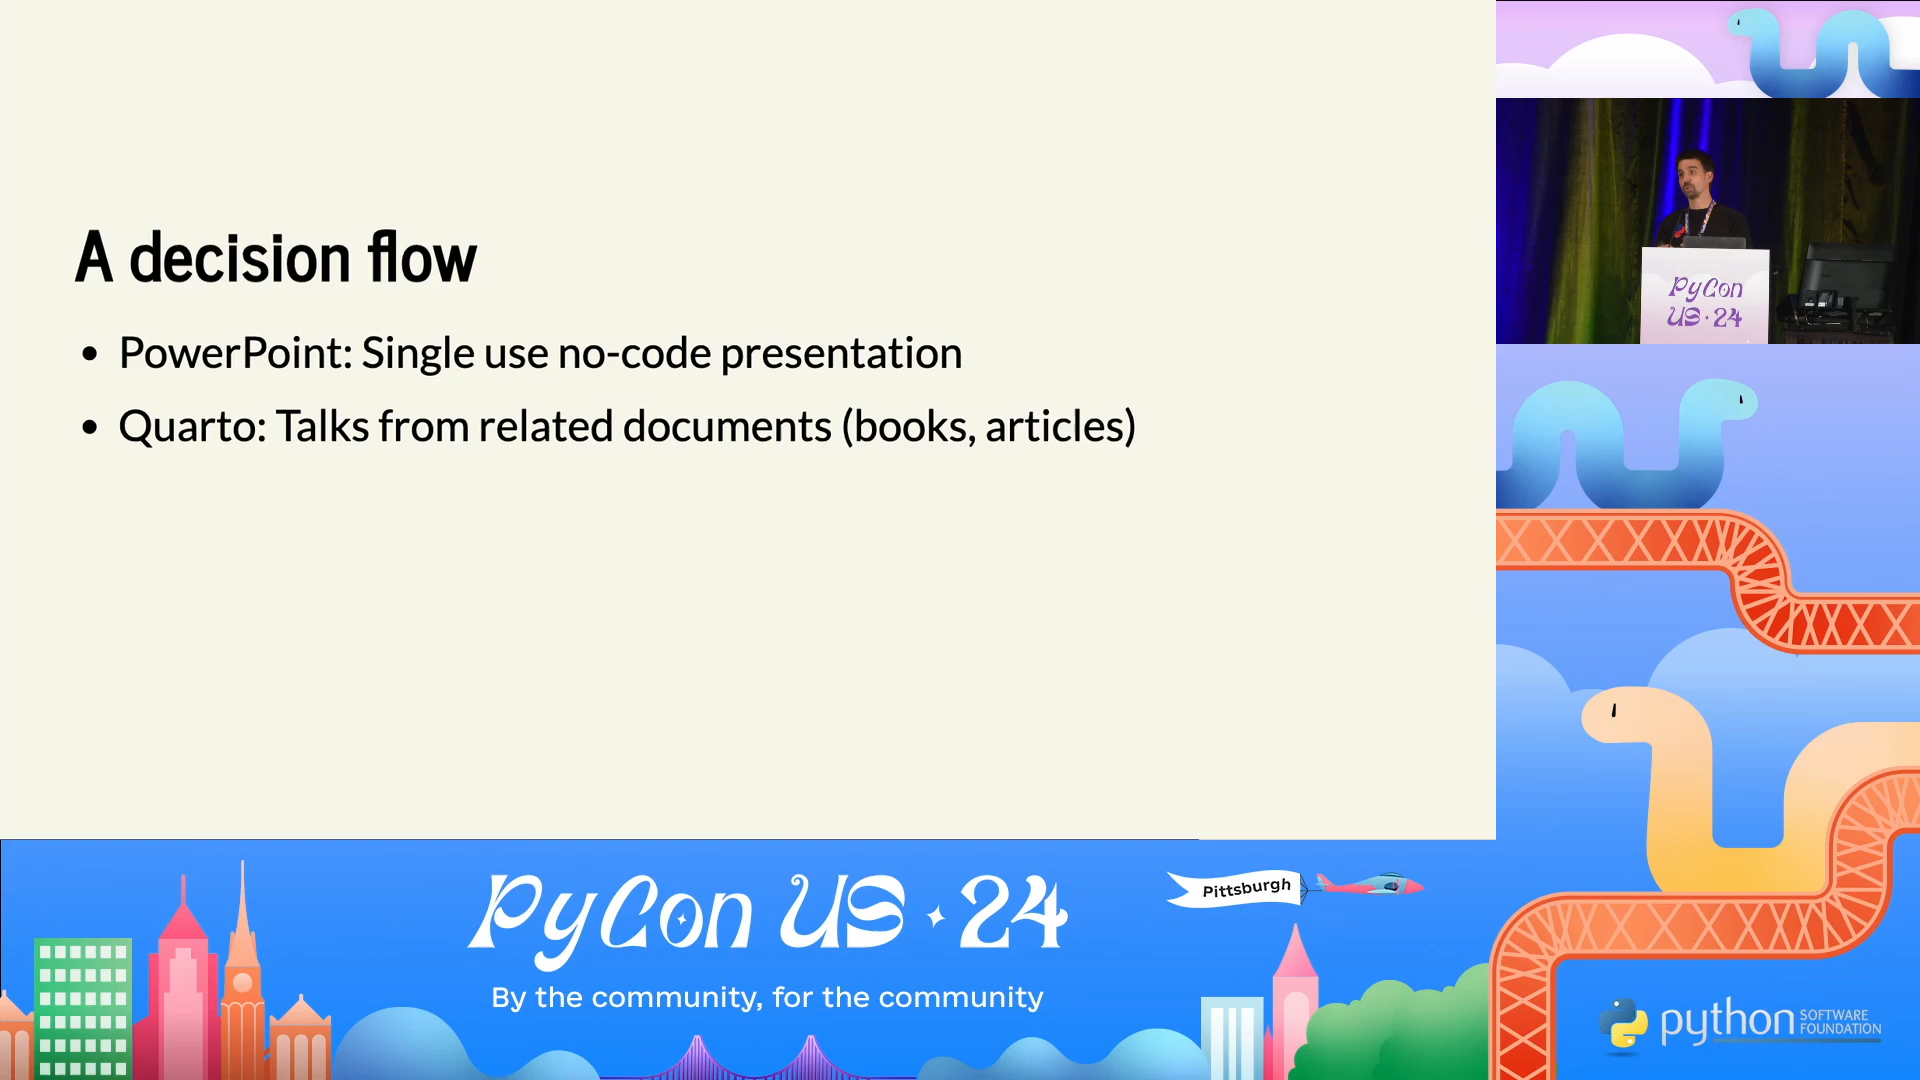 A decision flow
PowerPoint: Single use no-code presentation
Quarto: Talks from related documents (books, articles)
PyCon
US · 24
PyCon US · 24
By the community, for the community
Pittsburgh
python
SOFTWARE
FOUNDATION